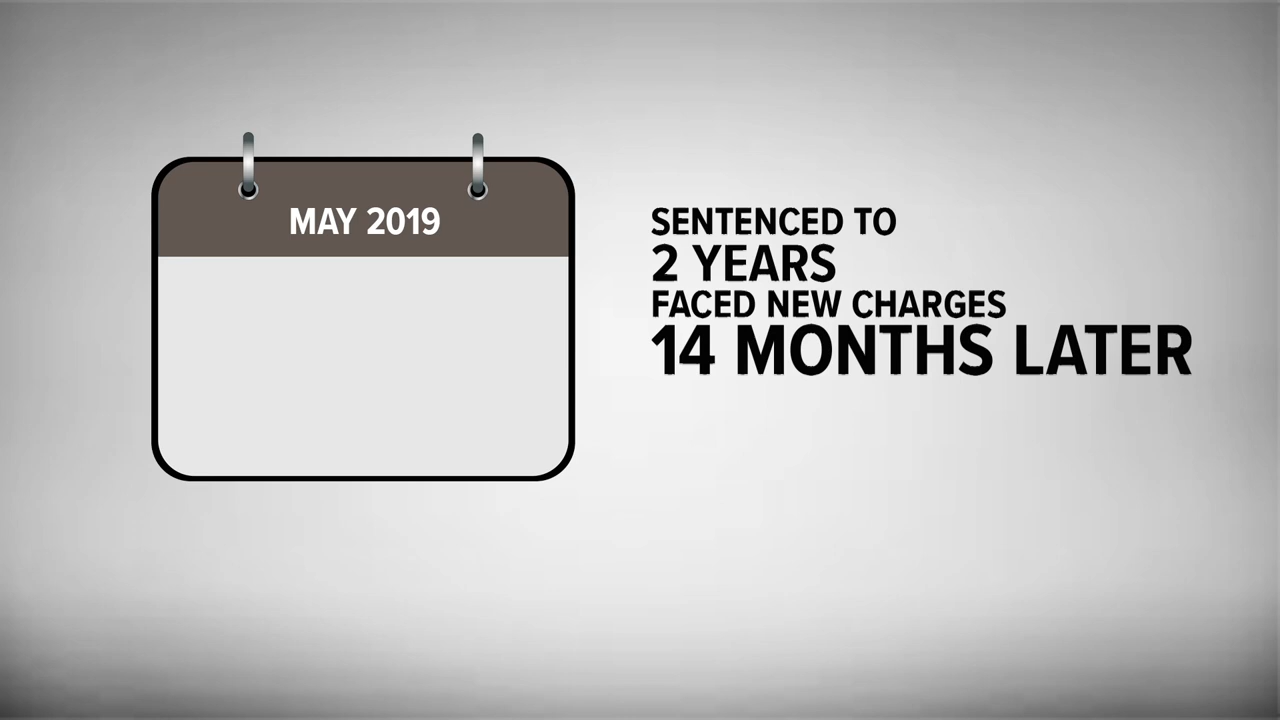 MAY 2019
SENTENCED TO
2 YEARS
FACED NEW CHARGES
14 MONTHS LATER